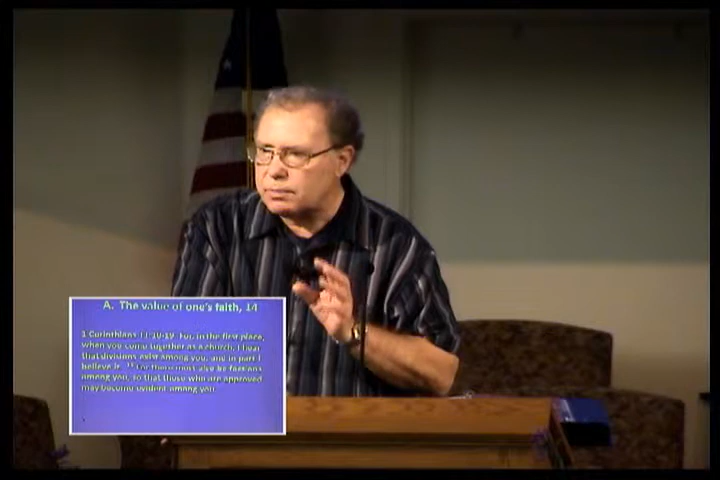 A. The value of one's faith, 14
1 Corinthians 11:18-19 For, in the first place,
when you come together as a church, I hear
that divisions exist among you, and in part I
believe it. 19 For there must also be factions
among you, so that those who are approved
may become evident among you.